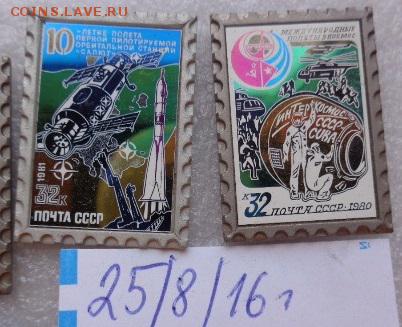 COINS.LAVE.RU
10
-ЛЕТИЕ ПОЛЕТА
ПЕРВОЙ ПИЛОТИРУЕМОЙ
ОРБИТАЛЬНОЙ СТАНЦИИ
«САЛЮТ»
1981
32к
ПОЧТА СССР
МЕЖДУНАРОДНЫЕ
ПОЛЕТЫ В КОСМОС
ИНТЕРКОСМОС
СССР
CUBA
к 32 ПОЧТА СССР · 1980
25/8/16г